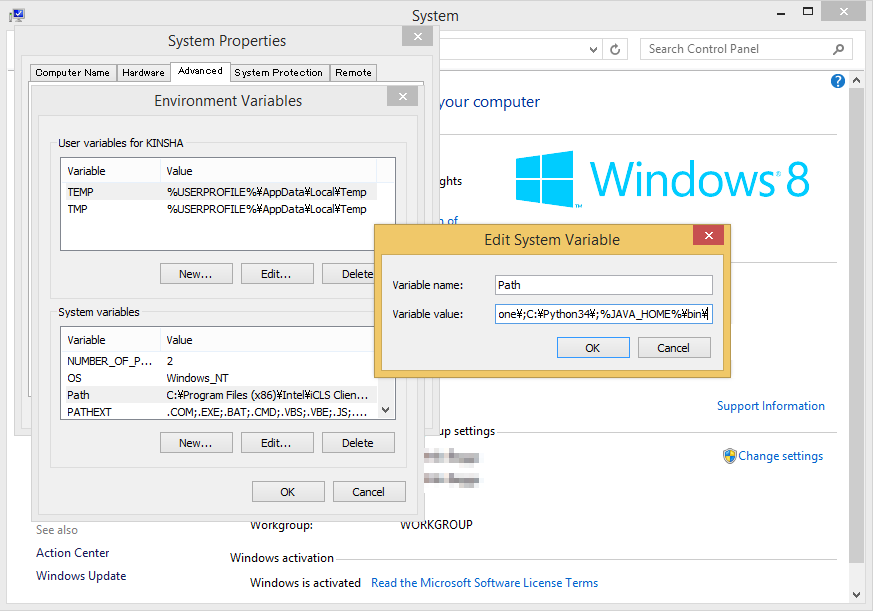 System
System Properties
Search Control Panel
Computer Name
Hardware
Advanced
System Protection
Remote
Environment Variables
your computer
User variables for KINSHA
Variable
Value
TEMP
%USERPROFILE%¥AppData¥Local¥Temp
TMP
%USERPROFILE%¥AppData¥Local¥Temp
New...
Edit...
Delete
ghts
Windows 8
n of
Edit System Variable
Variable name:
Path
Variable value:
one¥;C:¥Python34¥;%JAVA_HOME%¥bin¥
OK
Cancel
System variables
Variable
Value
NUMBER_OF_P...
2
OS
Windows_NT
Path
C:¥Program Files (x86)¥Intel¥iCLS Clien...
PATHEXT
.COM;.EXE;.BAT;.CMD;.VBS;.VBE;.JS;....
New...
Edit...
Delete
OK
Cancel
Support Information
up settings
Change settings
Workgroup:
WORKGROUP
See also
Action Center
Windows Update
Windows activation
Windows is activated
Read the Microsoft Software License Terms